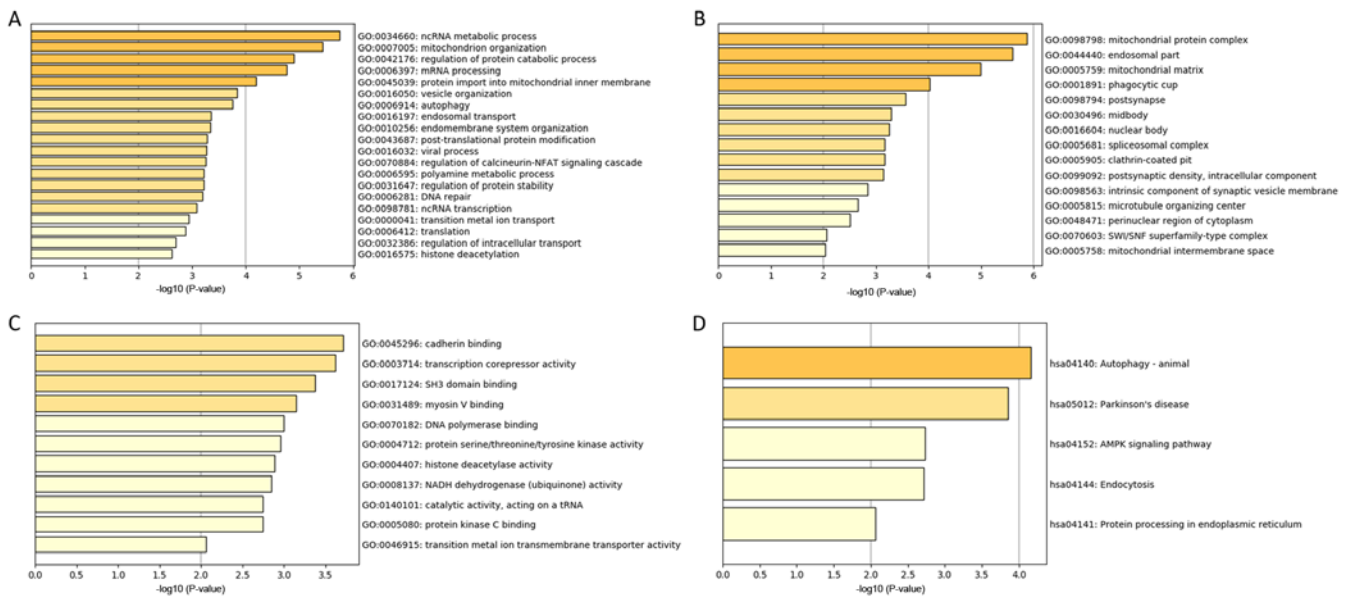 A
GO:0034660: ncRNA metabolic process
GO:0007005: mitochondrion organization
GO:0042176: regulation of protein catabolic process
GO:0006397: mRNA processing
GO:0045039: protein import into mitochondrial inner membrane
GO:0016050: vesicle organization
GO:0006914: autophagy
GO:0016197: endosomal transport
GO:0010256: endomembrane system organization
GO:0043687: post-translational protein modification
GO:0016032: viral process
GO:0070884: regulation of calcineurin-NFAT signaling cascade
GO:0006595: polyamine metabolic process
GO:0031647: regulation of protein stability
GO:0006281: DNA repair
GO:0098781: ncRNA transcription
GO:0000041: transition metal ion transport
GO:0006412: translation
GO:0032386: regulation of intracellular transport
GO:0016575: histone deacetylation
0 1 2 3 4 5 6
-log10 (P-value)
B
GO:0098798: mitochondrial protein complex
GO:0044440: endosomal part
GO:0005759: mitochondrial matrix
GO:0001891: phagocytic cup
GO:0098794: postsynapse
GO:0030496: midbody
GO:0016604: nuclear body
GO:0005681: spliceosomal complex
GO:0005905: clathrin-coated pit
GO:0099092: postsynaptic density, intracellular component
GO:0098563: intrinsic component of synaptic vesicle membrane
GO:0005815: microtubule organizing center
GO:0048471: perinuclear region of cytoplasm
GO:0070603: SWI/SNF superfamily-type complex
GO:0005758: mitochondrial intermembrane space
0 1 2 3 4 5 6
-log10 (P-value)
C
GO:0045296: cadherin binding
GO:0003714: transcription corepressor activity
GO:0017124: SH3 domain binding
GO:0031489: myosin V binding
GO:0070182: DNA polymerase binding
GO:0004712: protein serine/threonine/tyrosine kinase activity
GO:0004407: histone deacetylase activity
GO:0008137: NADH dehydrogenase (ubiquinone) activity
GO:0140101: catalytic activity, acting on a tRNA
GO:0005080: protein kinase C binding
GO:0046915: transition metal ion transmembrane transporter activity
0.0 0.5 1.0 1.5 2.0 2.5 3.0 3.5
-log10 (P-value)
D
hsa04140: Autophagy - animal
hsa05012: Parkinson's disease
hsa04152: AMPK signaling pathway
hsa04144: Endocytosis
hsa04141: Protein processing in endoplasmic reticulum
0.0 0.5 1.0 1.5 2.0 2.5 3.0 3.5 4.0
-log10 (P-value)